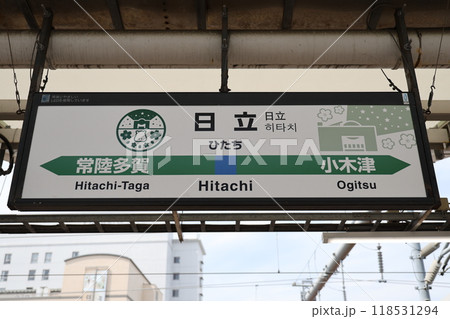 日立
日立
히타치
ひたち
常陸多賀
小木津
Hitachi-Taga
Hitachi
Ogitsu
PIXTA
118531294